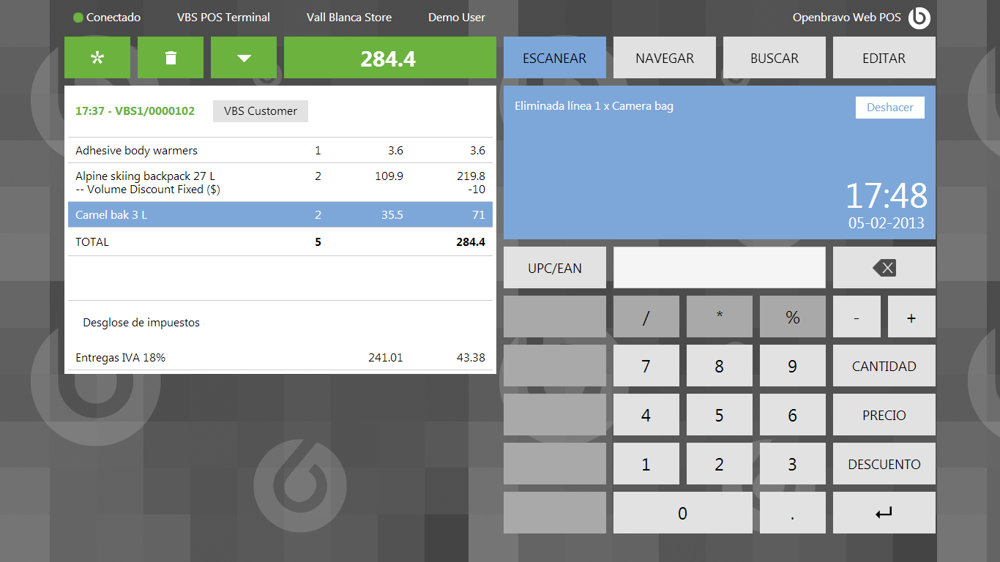 Conectado VBS POS Terminal Vall Blanca Store Demo User Openbravo Web POS
* 284.4 ESCANEAR NAVEGAR BUSCAR EDITAR
17:37 - VBS1/0000102 VBS Customer
Adhesive body warmers 1 3.6 3.6
Alpine skiing backpack 27 L 2 109.9 219.8
-- Volume Discount Fixed ($) -10
Camel bak 3 L 2 35.5 71
TOTAL 5 284.4
Desglose de impuestos
Entregas IVA 18% 241.01 43.38
Eliminada línea 1 x Camera bag Deshacer
17:48
05-02-2013
UPC/EAN
/ * % - +
7 8 9 CANTIDAD
4 5 6 PRECIO
1 2 3 DESCUENTO
0 .